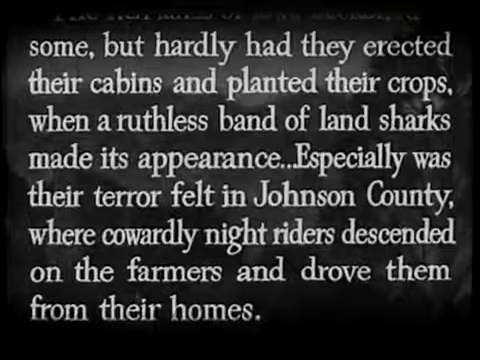 some, but hardly had they erected
their cabins and planted their crops,
when a ruthless band of land sharks
made its appearance...Especially was
their terror felt in Johnson County,
where cowardly night riders descended
on the farmers and drove them
from their homes.